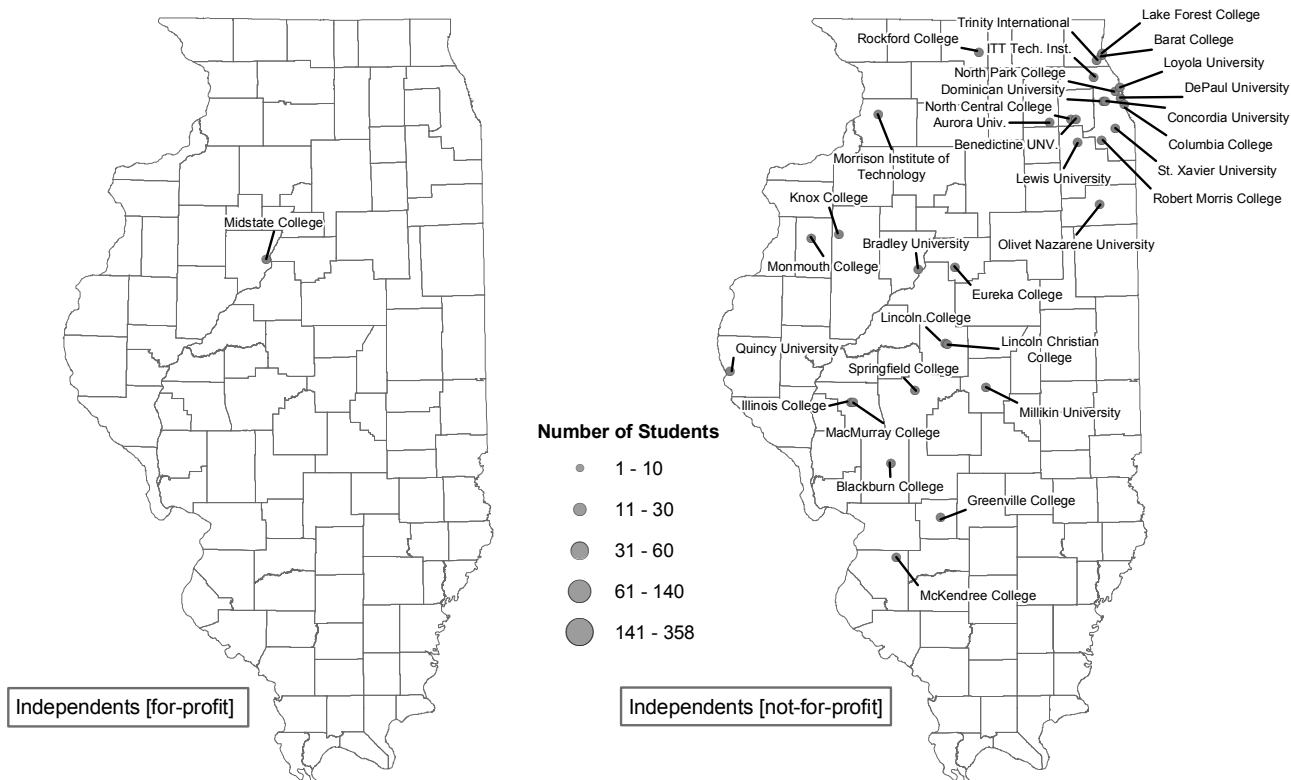 Midstate College
Independents [for-profit]
Number of Students
1 - 10
11 - 30
31 - 60
61 - 140
141 - 358
Trinity International
Lake Forest College
Rockford College
ITT Tech. Inst.
Barat College
North Park College
Loyola University
Dominican University
DePaul University
North Central College
Concordia University
Aurora Univ.
Benedictine UNV.
Columbia College
Morrison Institute of
Technology
St. Xavier University
Lewis University
Robert Morris College
Knox College
Bradley University
Olivet Nazarene University
Monmouth College
Eureka College
Lincoln College
Lincoln Christian
College
Quincy University
Springfield College
Illinois College
Millikin University
MacMurray College
Blackburn College
Greenville College
McKendree College
Independents [not-for-profit]